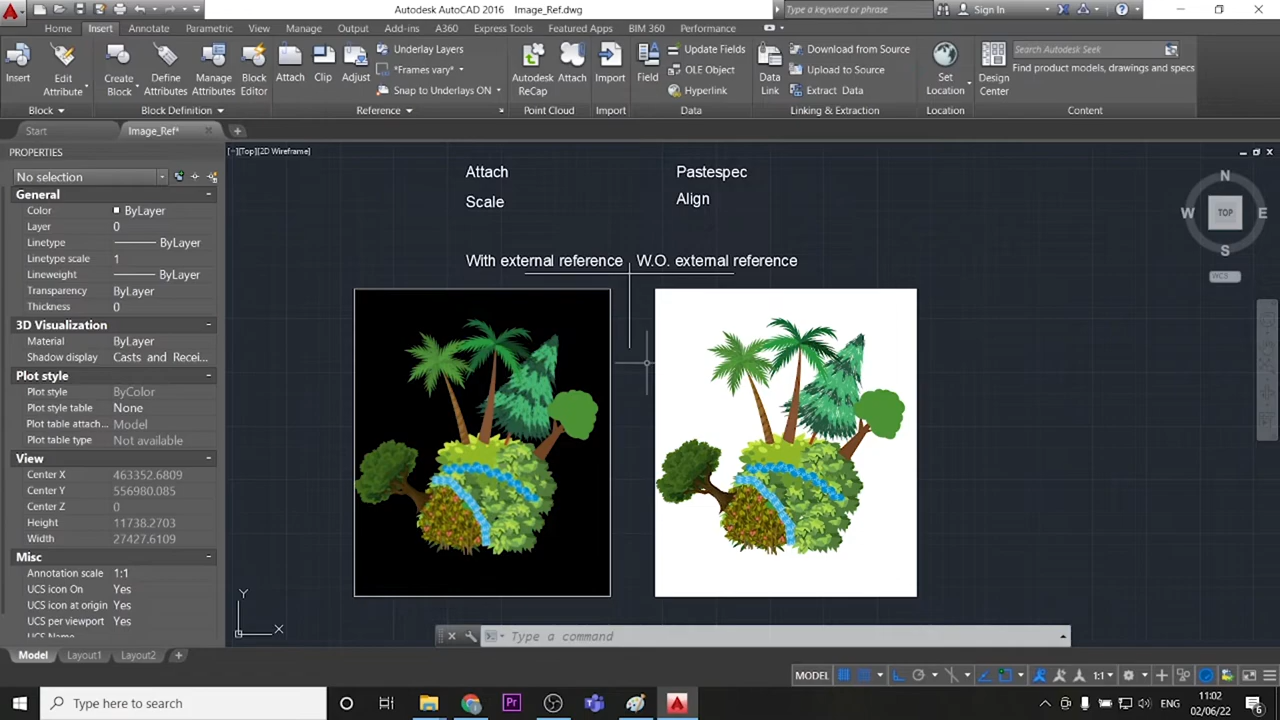 Autodesk AutoCAD 2016 Image_Ref.dwg
Type a keyword or phrase
Sign In
Home Insert Annotate Parametric View Manage Output Add-ins A360 Express Tools Featured Apps BIM 360 Performance
Insert
Edit Attribute
Create Block
Define Attributes
Manage Attributes
Block Editor
Attach
Clip
Adjust
Underlay Layers
*Frames vary*
Snap to Underlays ON
Autodesk ReCap
Attach
Import
Field
Update Fields
OLE Object
Hyperlink
Data Link
Download from Source
Upload to Source
Extract Data
Set Location
Design Center
Search Autodesk Seek
Find product models, drawings and specs
Block Block Definition Reference Point Cloud Import Data Linking & Extraction Location Content
Start Image_Ref*
PROPERTIES
[−][Top][2D Wireframe]
No selection
General
Color ByLayer
Layer 0
Linetype ByLayer
Linetype scale 1
Lineweight ByLayer
Transparency ByLayer
Thickness 0
3D Visualization
Material ByLayer
Shadow display Casts and Recei...
Plot style
Plot style ByColor
Plot style table None
Plot table attach... Model
Plot table type Not available
View
Center X 463352.6809
Center Y 556980.085
Center Z 0
Height 11738.2703
Width 27427.6109
Misc
Annotation scale 1:1
UCS icon On Yes
UCS icon at origin Yes
UCS per viewport Yes
UCS Name
Attach Pastespec
Scale Align
With external reference W.O. external reference
N
W TOP E
S
WCS
Y
X
Type a command
Model Layout1 Layout2
MODEL 1:1
Type here to search
Pr
ENG
11:02
02/06/22
6